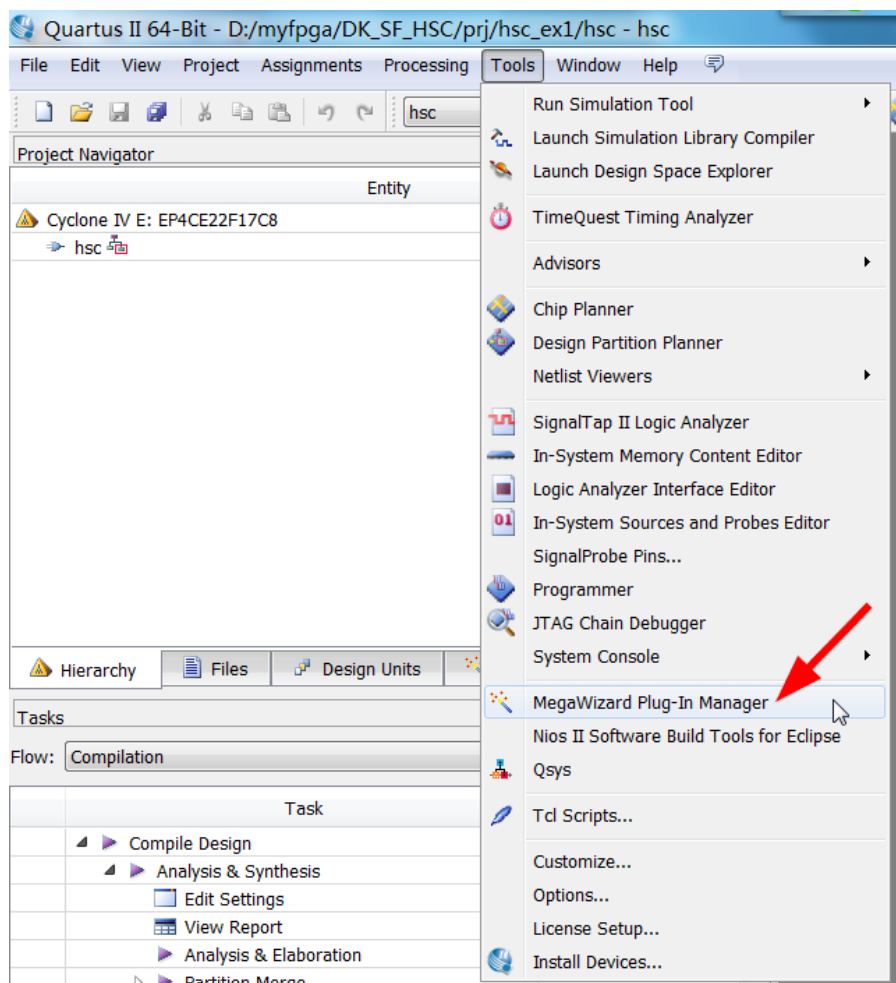 Quartus II 64-Bit - D:/myfpga/DK_SF_HSC/prj/hsc_ex1/hsc - hsc
File Edit View Project Assignments Processing Tools Window Help
hsc
Project Navigator
Entity
Cyclone IV E: EP4CE22F17C8
hsc
Hierarchy Files Design Units
Tasks
Flow: Compilation
Task
Compile Design
Analysis & Synthesis
Edit Settings
View Report
Analysis & Elaboration
Partition Merge
Run Simulation Tool
Launch Simulation Library Compiler
Launch Design Space Explorer
TimeQuest Timing Analyzer
Advisors
Chip Planner
Design Partition Planner
Netlist Viewers
SignalTap II Logic Analyzer
In-System Memory Content Editor
Logic Analyzer Interface Editor
01 In-System Sources and Probes Editor
SignalProbe Pins...
Programmer
JTAG Chain Debugger
System Console
MegaWizard Plug-In Manager
Nios II Software Build Tools for Eclipse
Qsys
Tcl Scripts...
Customize...
Options...
License Setup...
Install Devices...